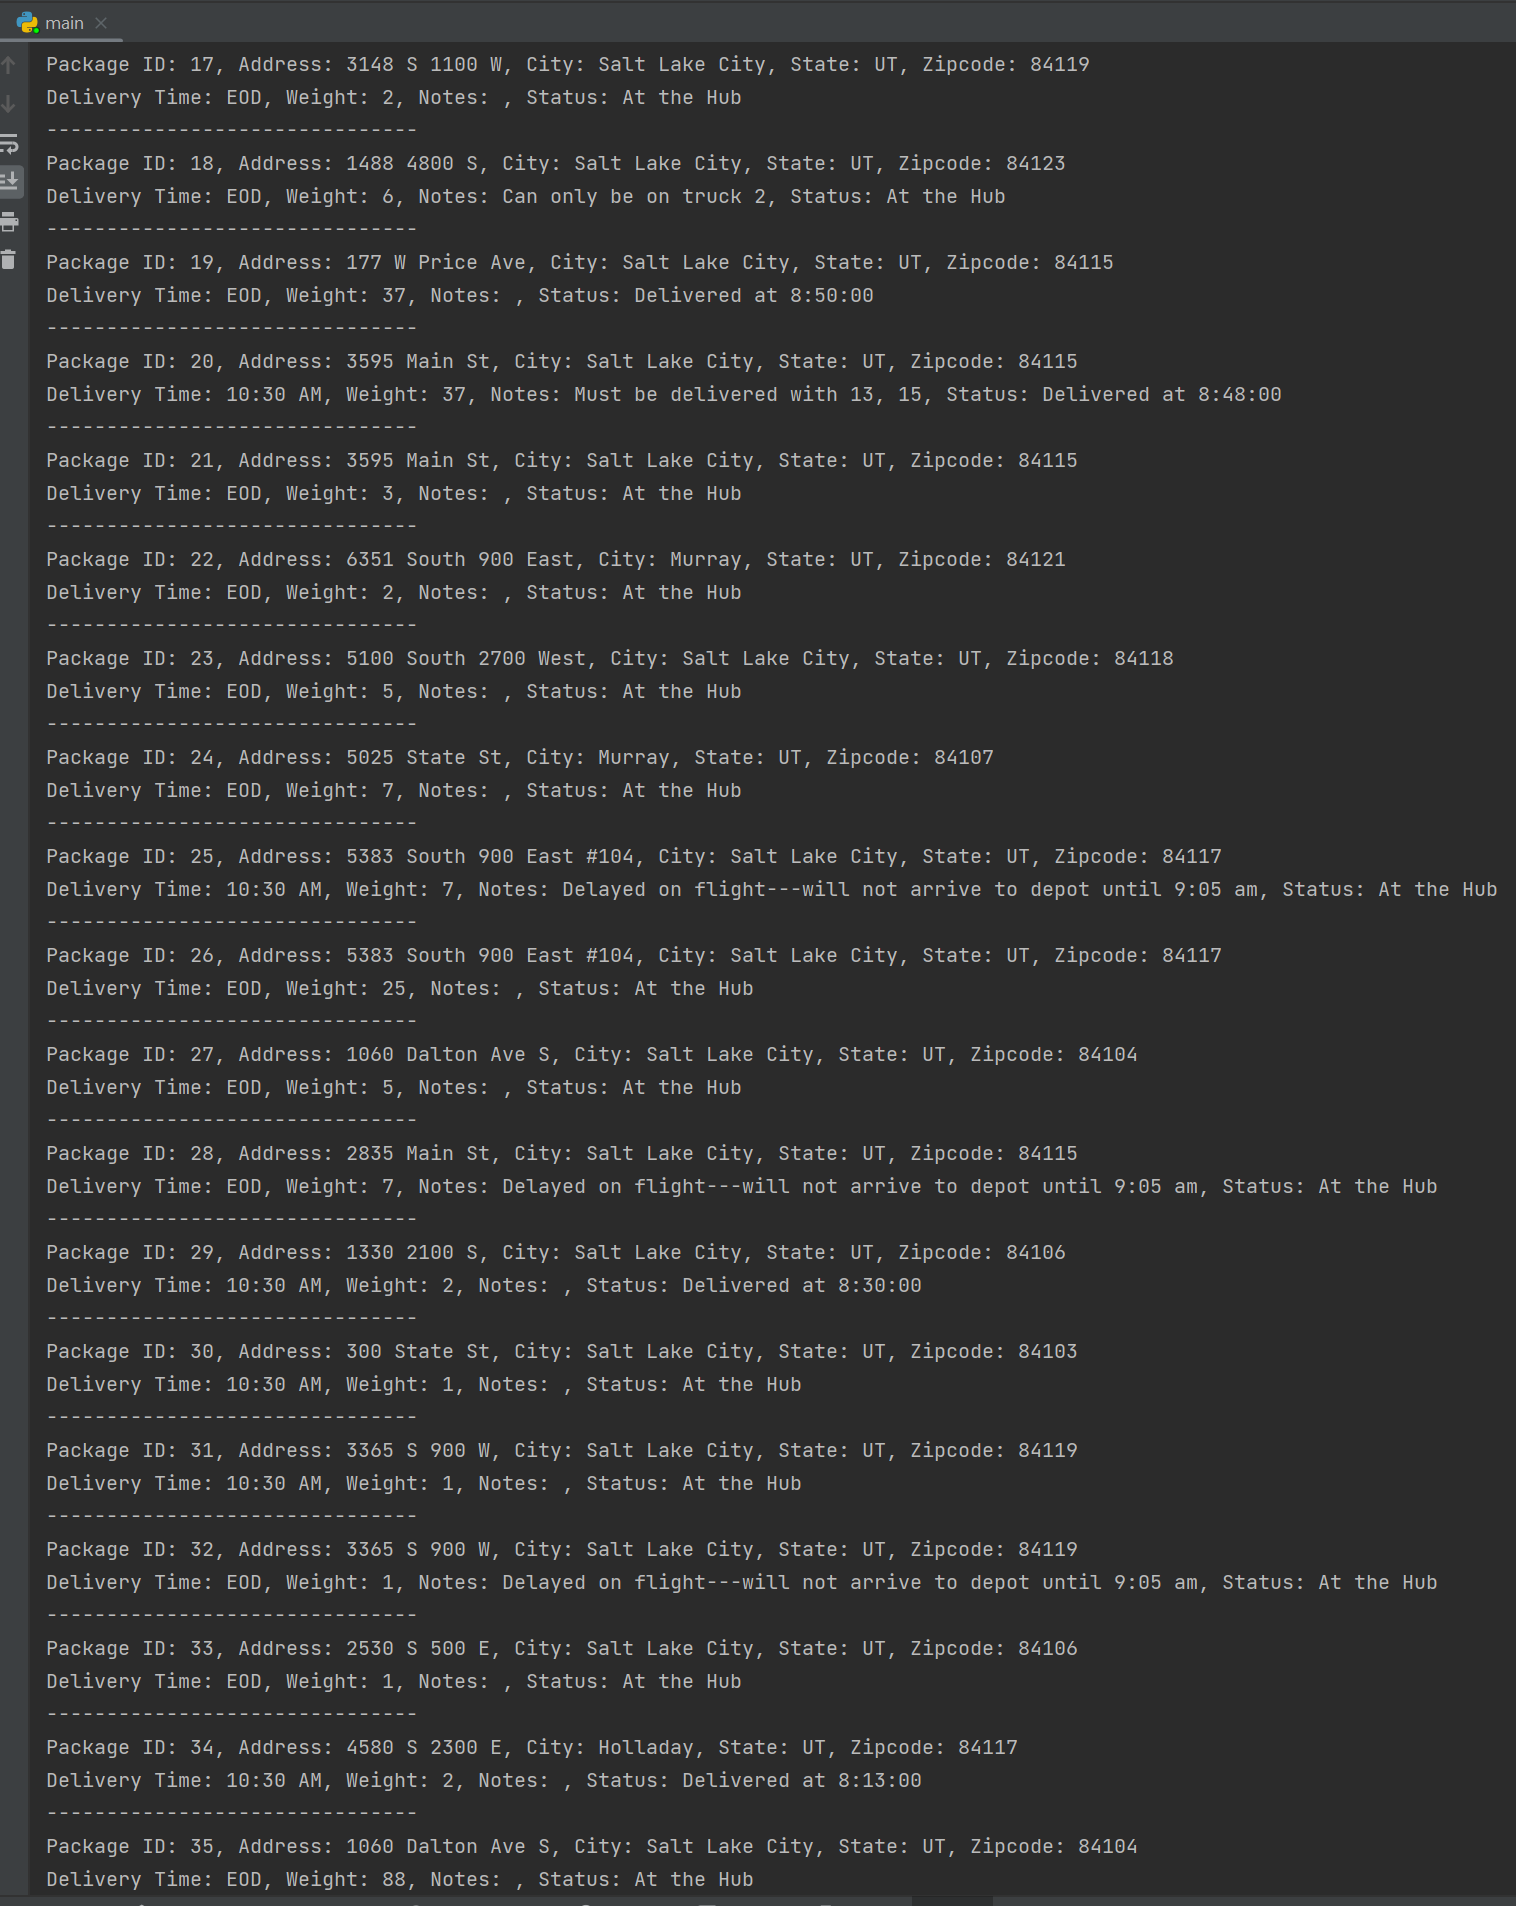 main
Package ID: 17, Address: 3148 S 1100 W, City: Salt Lake City, State: UT, Zipcode: 84119
Delivery Time: EOD, Weight: 2, Notes: , Status: At the Hub
-------------------------------
Package ID: 18, Address: 1488 4800 S, City: Salt Lake City, State: UT, Zipcode: 84123
Delivery Time: EOD, Weight: 6, Notes: Can only be on truck 2, Status: At the Hub
-------------------------------
Package ID: 19, Address: 177 W Price Ave, City: Salt Lake City, State: UT, Zipcode: 84115
Delivery Time: EOD, Weight: 37, Notes: , Status: Delivered at 8:50:00
-------------------------------
Package ID: 20, Address: 3595 Main St, City: Salt Lake City, State: UT, Zipcode: 84115
Delivery Time: 10:30 AM, Weight: 37, Notes: Must be delivered with 13, 15, Status: Delivered at 8:48:00
-------------------------------
Package ID: 21, Address: 3595 Main St, City: Salt Lake City, State: UT, Zipcode: 84115
Delivery Time: EOD, Weight: 3, Notes: , Status: At the Hub
-------------------------------
Package ID: 22, Address: 6351 South 900 East, City: Murray, State: UT, Zipcode: 84121
Delivery Time: EOD, Weight: 2, Notes: , Status: At the Hub
-------------------------------
Package ID: 23, Address: 5100 South 2700 West, City: Salt Lake City, State: UT, Zipcode: 84118
Delivery Time: EOD, Weight: 5, Notes: , Status: At the Hub
-------------------------------
Package ID: 24, Address: 5025 State St, City: Murray, State: UT, Zipcode: 84107
Delivery Time: EOD, Weight: 7, Notes: , Status: At the Hub
-------------------------------
Package ID: 25, Address: 5383 South 900 East #104, City: Salt Lake City, State: UT, Zipcode: 84117
Delivery Time: 10:30 AM, Weight: 7, Notes: Delayed on flight---will not arrive to depot until 9:05 am, Status: At the Hub
-------------------------------
Package ID: 26, Address: 5383 South 900 East #104, City: Salt Lake City, State: UT, Zipcode: 84117
Delivery Time: EOD, Weight: 25, Notes: , Status: At the Hub
-------------------------------
Package ID: 27, Address: 1060 Dalton Ave S, City: Salt Lake City, State: UT, Zipcode: 84104
Delivery Time: EOD, Weight: 5, Notes: , Status: At the Hub
-------------------------------
Package ID: 28, Address: 2835 Main St, City: Salt Lake City, State: UT, Zipcode: 84115
Delivery Time: EOD, Weight: 7, Notes: Delayed on flight---will not arrive to depot until 9:05 am, Status: At the Hub
-------------------------------
Package ID: 29, Address: 1330 2100 S, City: Salt Lake City, State: UT, Zipcode: 84106
Delivery Time: 10:30 AM, Weight: 2, Notes: , Status: Delivered at 8:30:00
-------------------------------
Package ID: 30, Address: 300 State St, City: Salt Lake City, State: UT, Zipcode: 84103
Delivery Time: 10:30 AM, Weight: 1, Notes: , Status: At the Hub
-------------------------------
Package ID: 31, Address: 3365 S 900 W, City: Salt Lake City, State: UT, Zipcode: 84119
Delivery Time: 10:30 AM, Weight: 1, Notes: , Status: At the Hub
-------------------------------
Package ID: 32, Address: 3365 S 900 W, City: Salt Lake City, State: UT, Zipcode: 84119
Delivery Time: EOD, Weight: 1, Notes: Delayed on flight---will not arrive to depot until 9:05 am, Status: At the Hub
-------------------------------
Package ID: 33, Address: 2530 S 500 E, City: Salt Lake City, State: UT, Zipcode: 84106
Delivery Time: EOD, Weight: 1, Notes: , Status: At the Hub
-------------------------------
Package ID: 34, Address: 4580 S 2300 E, City: Holladay, State: UT, Zipcode: 84117
Delivery Time: 10:30 AM, Weight: 2, Notes: , Status: Delivered at 8:13:00
-------------------------------
Package ID: 35, Address: 1060 Dalton Ave S, City: Salt Lake City, State: UT, Zipcode: 84104
Delivery Time: EOD, Weight: 88, Notes: , Status: At the Hub